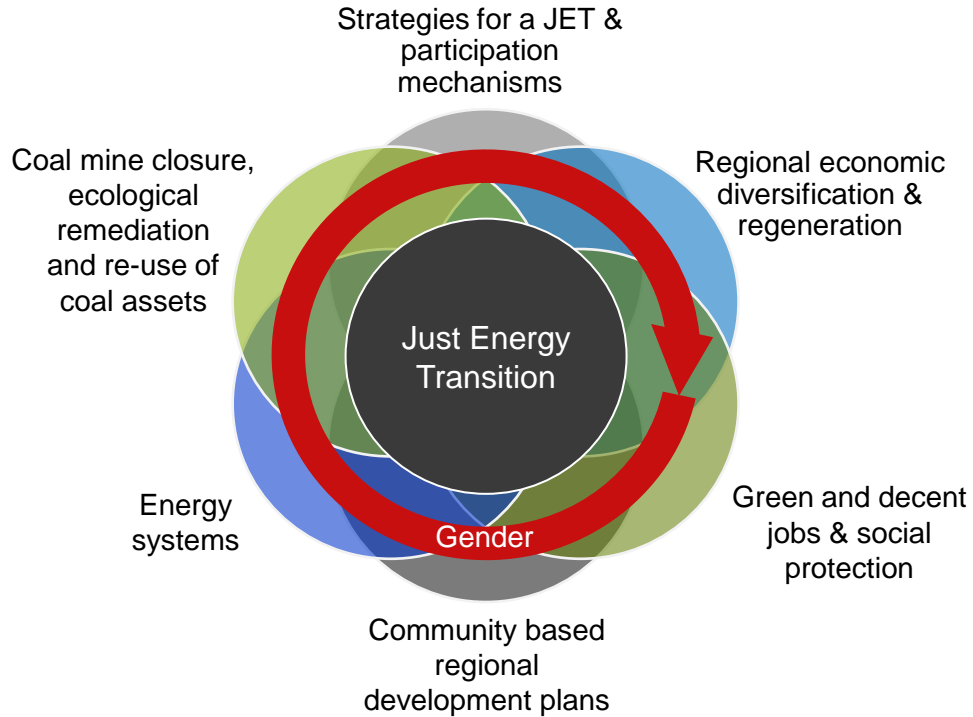 Strategies for a JET &
participation
mechanisms
Coal mine closure,
ecological
remediation
and re-use of
coal assets
Regional economic
diversification &
regeneration
Just Energy
Transition
Energy
systems
Gender
Green and decent
jobs & social
protection
Community based
regional
development plans